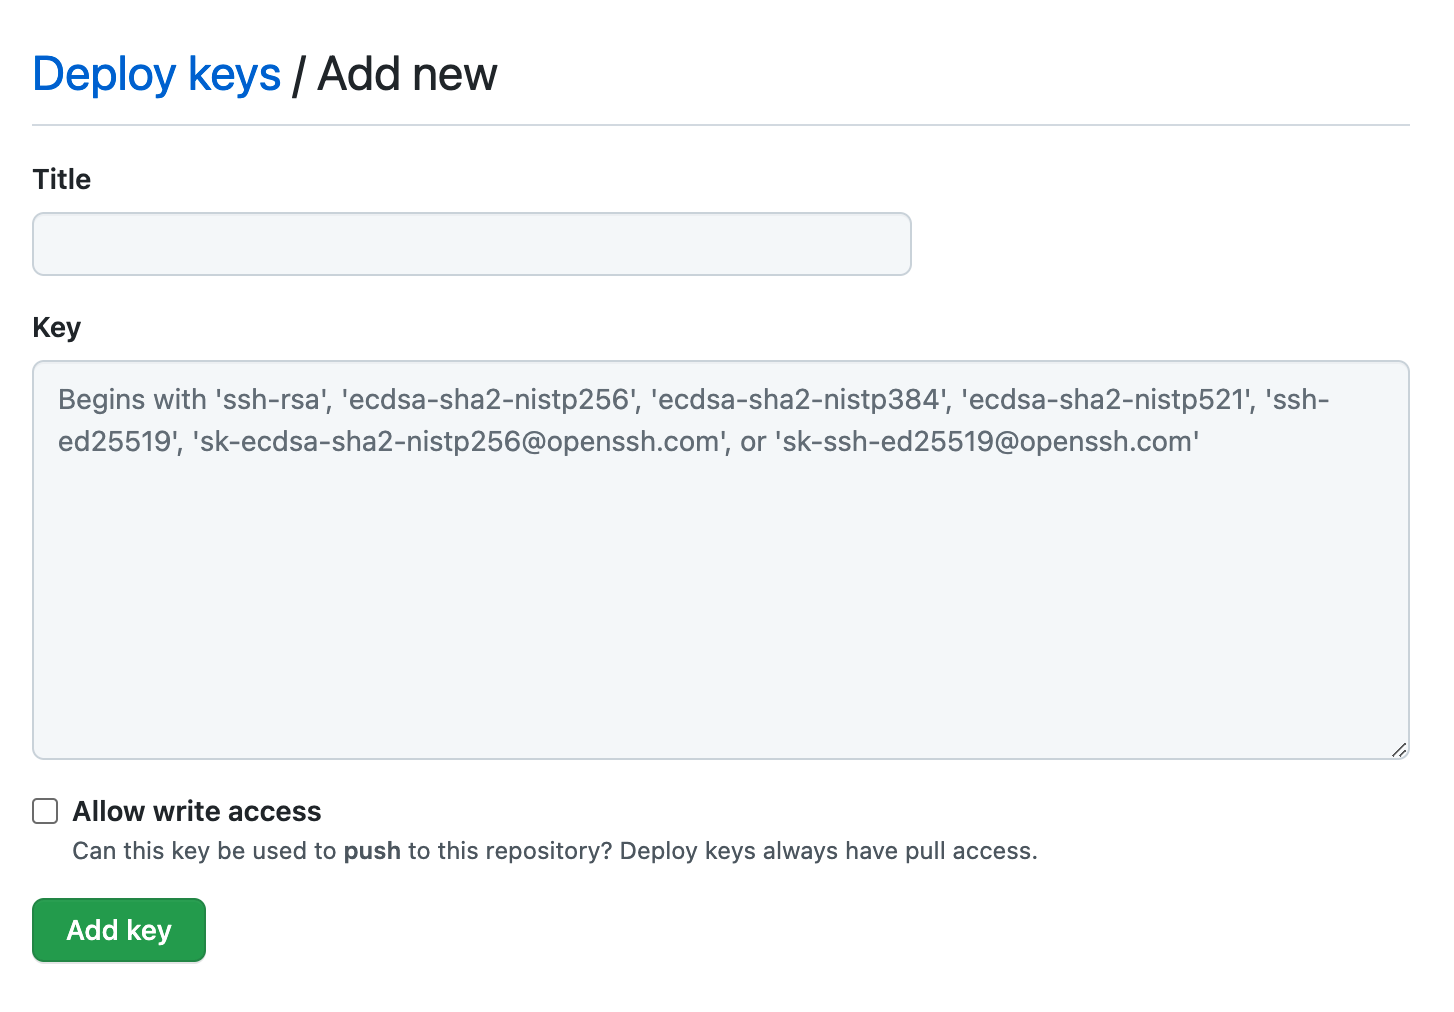 Deploy keys / Add new
Title
Key
Begins with 'ssh-rsa', 'ecdsa-sha2-nistp256', 'ecdsa-sha2-nistp384', 'ecdsa-sha2-nistp521', 'ssh-
ed25519', 'sk-ecdsa-sha2-nistp256@openssh.com', or 'sk-ssh-ed25519@openssh.com'
Allow write access
Can this key be used to push to this repository? Deploy keys always have pull access.
Add key